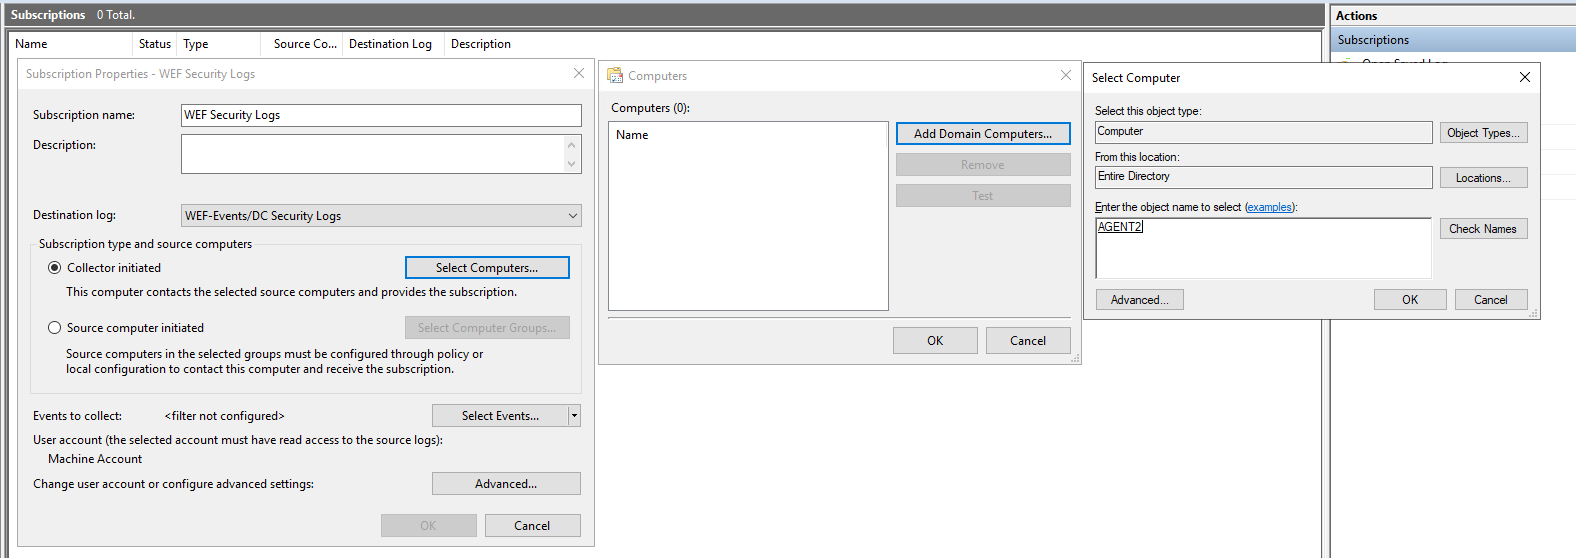 Subscriptions 0 Total.
Name Status Type Source Co... Destination Log Description
Subscription Properties - WEF Security Logs
Subscription name: WEF Security Logs
Description:
Destination log: WEF-Events/DC Security Logs
Subscription type and source computers
Collector initiated Select Computers...
This computer contacts the selected source computers and provides the subscription.
Source computer initiated Select Computer Groups...
Source computers in the selected groups must be configured through policy or
local configuration to contact this computer and receive the subscription.
Events to collect: <filter not configured> Select Events...
User account (the selected account must have read access to the source logs):
Machine Account
Change user account or configure advanced settings: Advanced...
OK Cancel
Computers
Computers (0):
Name
Add Domain Computers...
Remove
Test
OK Cancel
Actions
Subscriptions
Open Saved Log
Select Computer
Select this object type:
Computer Object Types...
From this location:
Entire Directory Locations...
Enter the object name to select (examples):
AGENT2 Check Names
Advanced... OK Cancel